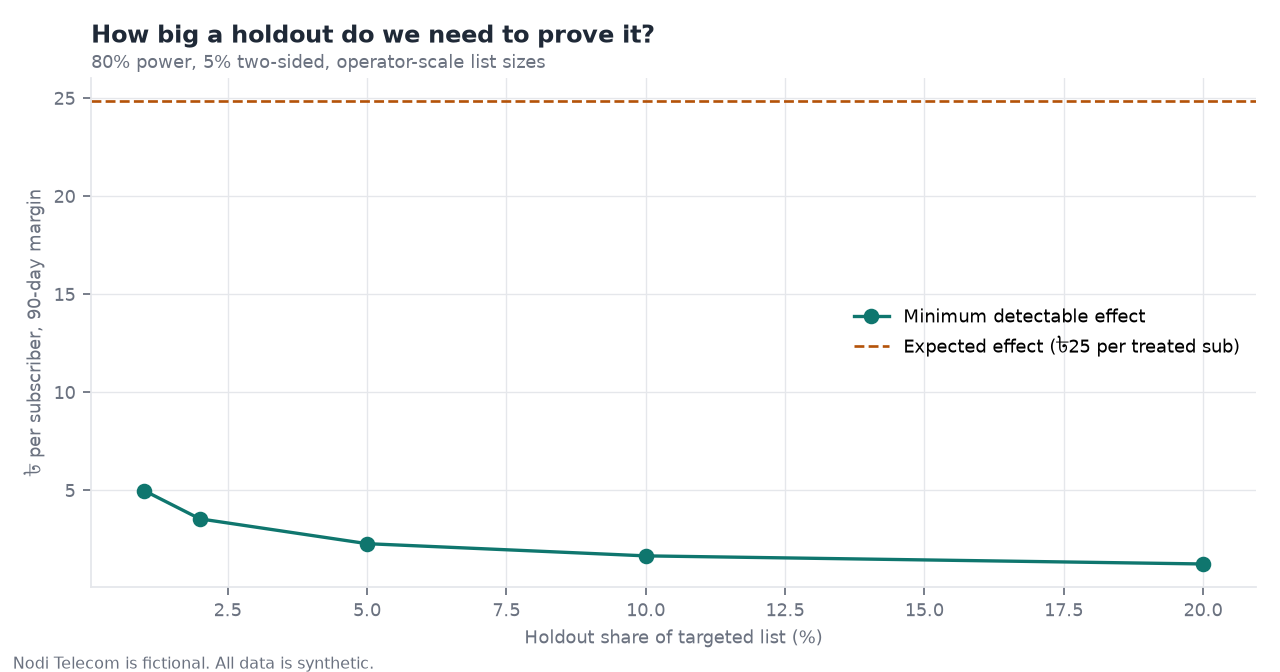 How big a holdout do we need to prove it?
80% power, 5% two-sided, operator-scale list sizes
25
20
15
10
5
৳ per subscriber, 90-day margin
Minimum detectable effect
Expected effect (৳25 per treated sub)
2.5 5.0 7.5 10.0 12.5 15.0 17.5 20.0
Holdout share of targeted list (%)
Nodi Telecom is fictional. All data is synthetic.